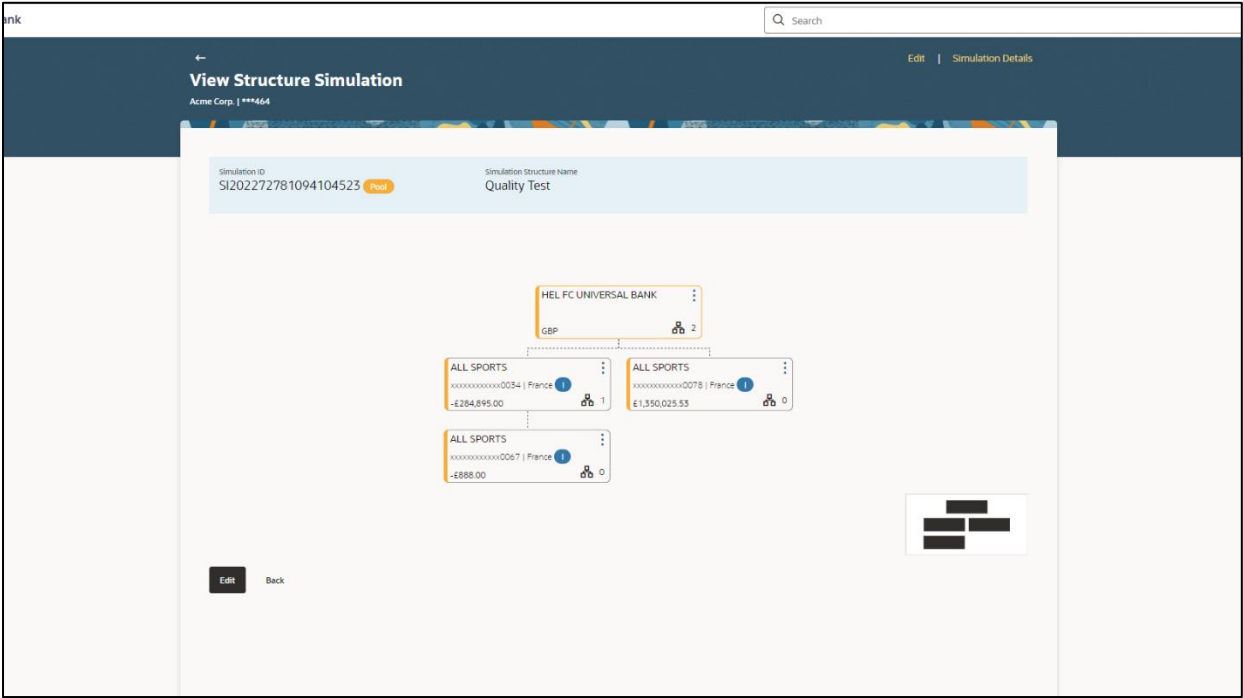 ank
Search
Edit | Simulation Details
View Structure Simulation
Acme Corp. | ***464
Simulation ID
SI202272781094104523 Pool
Simulation Structure Name
Quality Test
HEL FC UNIVERSAL BANK
GBP
2
ALL SPORTS
xxxxxxxxxxxx0034 | France I
-£284,895.00
1
ALL SPORTS
xxxxxxxxxxxx0078 | France I
£1,350,025.53
0
ALL SPORTS
xxxxxxxxxxxx0067 | France I
-£888.00
0
Edit
Back